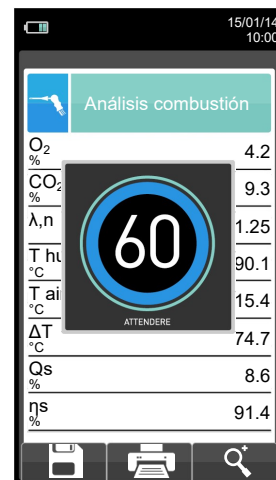 15/01/14
10:00
Análisis combustión
O₂
%
4.2
CO₂
%
9.3
λ,n
1.25
T hu
°C
90.1
T ai
°C
15.4
ΔT
°C
74.7
Qs
%
8.6
ηs
%
91.4
60
ATTENDERE